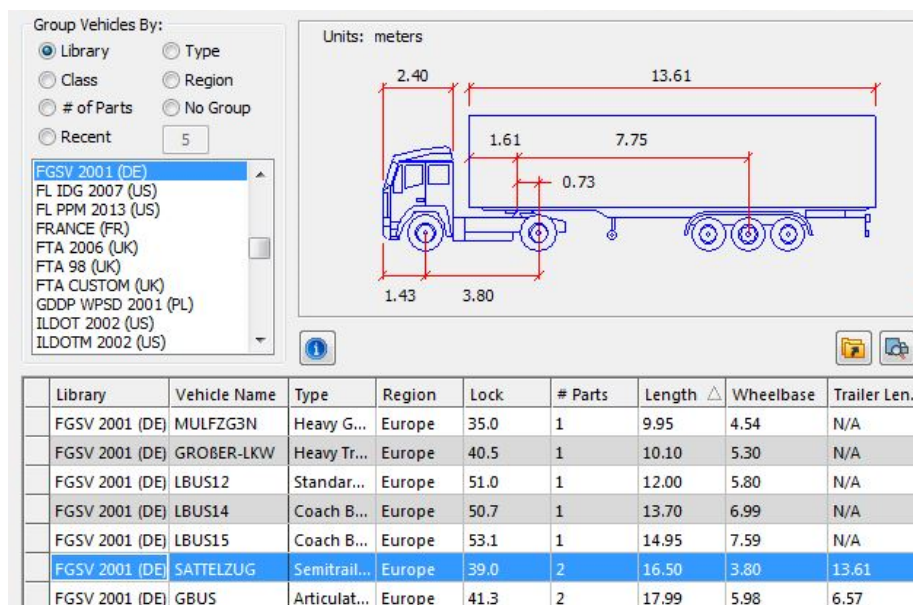 Group Vehicles By:
Library Type
Class Region
# of Parts No Group
Recent 5
FGSV 2001 (DE)
FL IDG 2007 (US)
FL PPM 2013 (US)
FRANCE (FR)
FTA 2006 (UK)
FTA 98 (UK)
FTA CUSTOM (UK)
GDDP WPSD 2001 (PL)
ILDOT 2002 (US)
ILDOTM 2002 (US)
Units: meters
2.40 13.61
1.61 7.75
0.73
1.43 3.80
Library Vehicle Name Type Region Lock # Parts Length Wheelbase Trailer Len.
FGSV 2001 (DE) MULFZG3N Heavy G... Europe 35.0 1 9.95 4.54 N/A
FGSV 2001 (DE) GROßER-LKW Heavy Tr... Europe 40.5 1 10.10 5.30 N/A
FGSV 2001 (DE) LBUS12 Standar... Europe 51.0 1 12.00 5.80 N/A
FGSV 2001 (DE) LBUS14 Coach B... Europe 50.7 1 13.70 6.99 N/A
FGSV 2001 (DE) LBUS15 Coach B... Europe 53.1 1 14.95 7.59 N/A
FGSV 2001 (DE) SATTELZUG Semitrail... Europe 39.0 2 16.50 3.80 13.61
FGSV 2001 (DE) GBUS Articulat... Europe 41.3 2 17.99 5.98 6.57